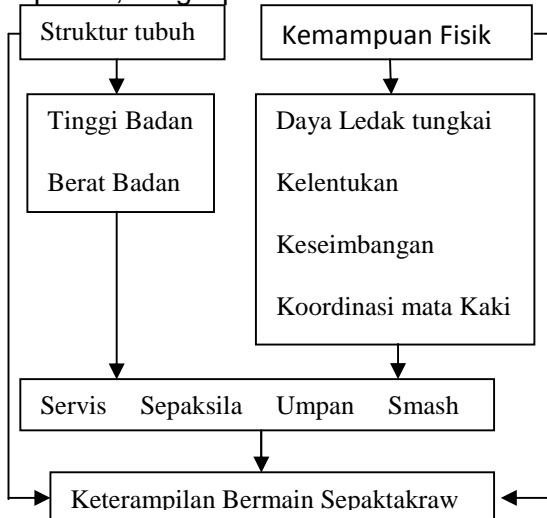 Struktur tubuh
Kemampuan Fisik
Tinggi Badan
Berat Badan
Daya Ledak tungkai
Kelentukan
Keseimbangan
Koordinasi mata Kaki
Servis Sepaksila Umpan Smash
Keterampilan Bermain Sepaktakraw